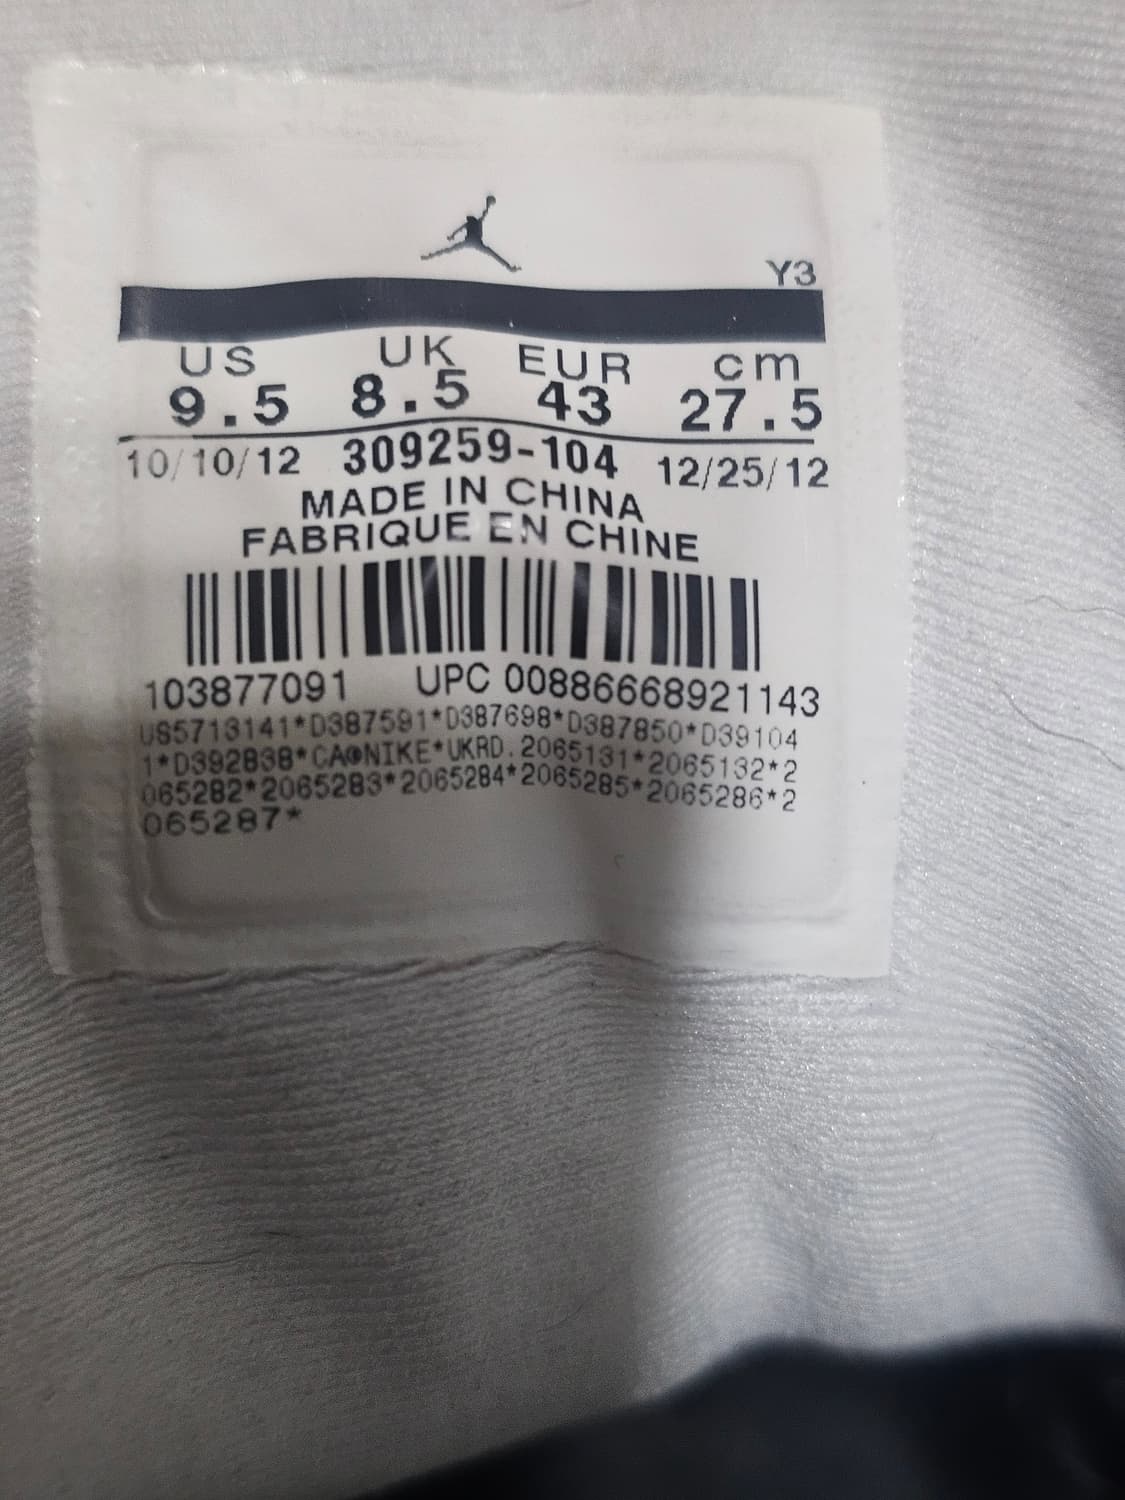 Y3
US UK EUR cm
9.5 8.5 43 27.5
10/10/12 309259-104 12/25/12
MADE IN CHINA
FABRIQUE EN CHINE
103877091 UPC 00886668921143
US5713141*D387591*D387698*D387850*D39104
1*D392838*CA@NIKE*UKRD.2065131*2065132*2
065282*2065283*2065284*2065285*2065286*2
065287*